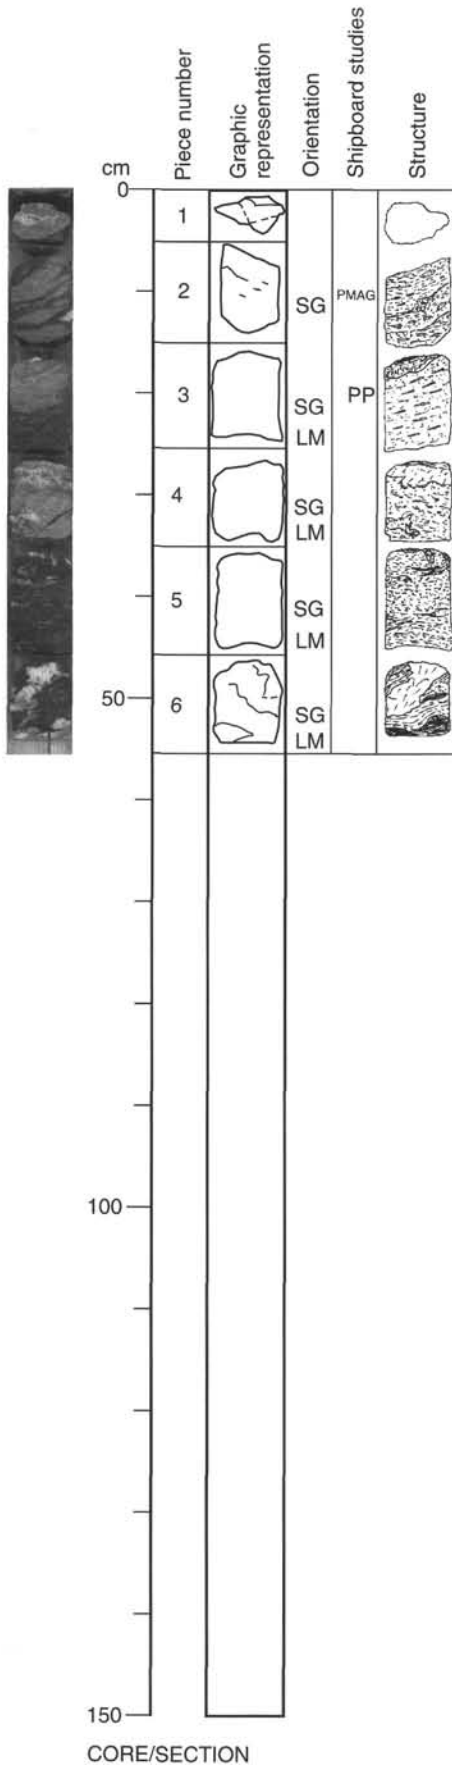 cm
Piece number
Graphic representation
Orientation
Shipboard studies
Structure
0
1
2 SG PMAG
3 SG PP
LM
4 SG
LM
5 SG
LM
50
6 SG
LM
100
150
CORE/SECTION